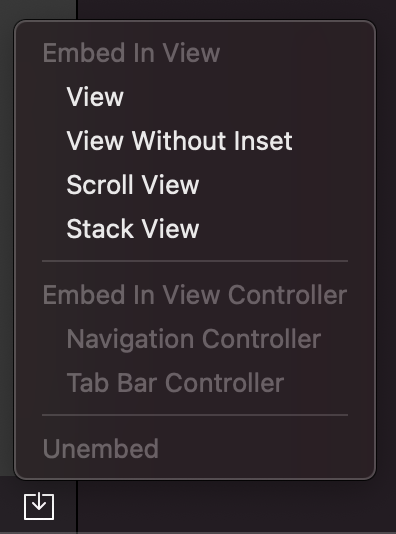 Embed In View
View
View Without Inset
Scroll View
Stack View
Embed In View Controller
Navigation Controller
Tab Bar Controller
Unembed